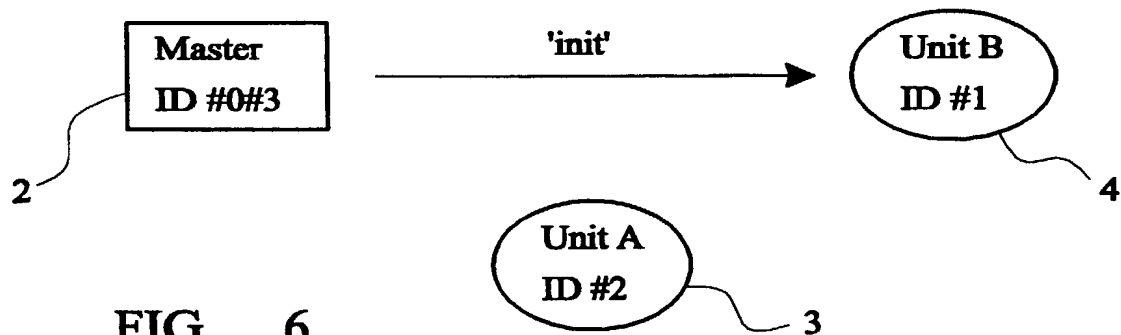 Master
ID #0#3
'init'
Unit B
ID #1
2
4
Unit A
ID #2
3
FIG. 6